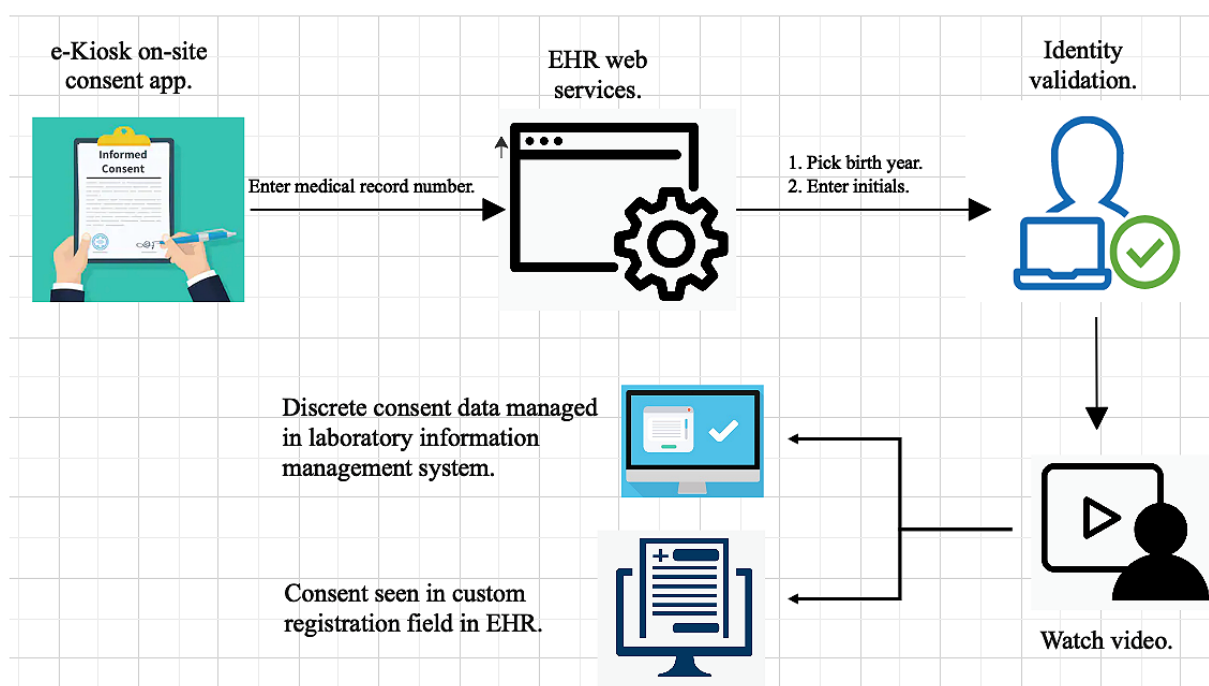 e-Kiosk on-site
consent app.
Informed
Consent
Enter medical record number.
EHR web
services.
1. Pick birth year.
2. Enter initials.
Identity
validation.
Discrete consent data managed
in laboratory information
management system.
Consent seen in custom
registration field in EHR.
Watch video.